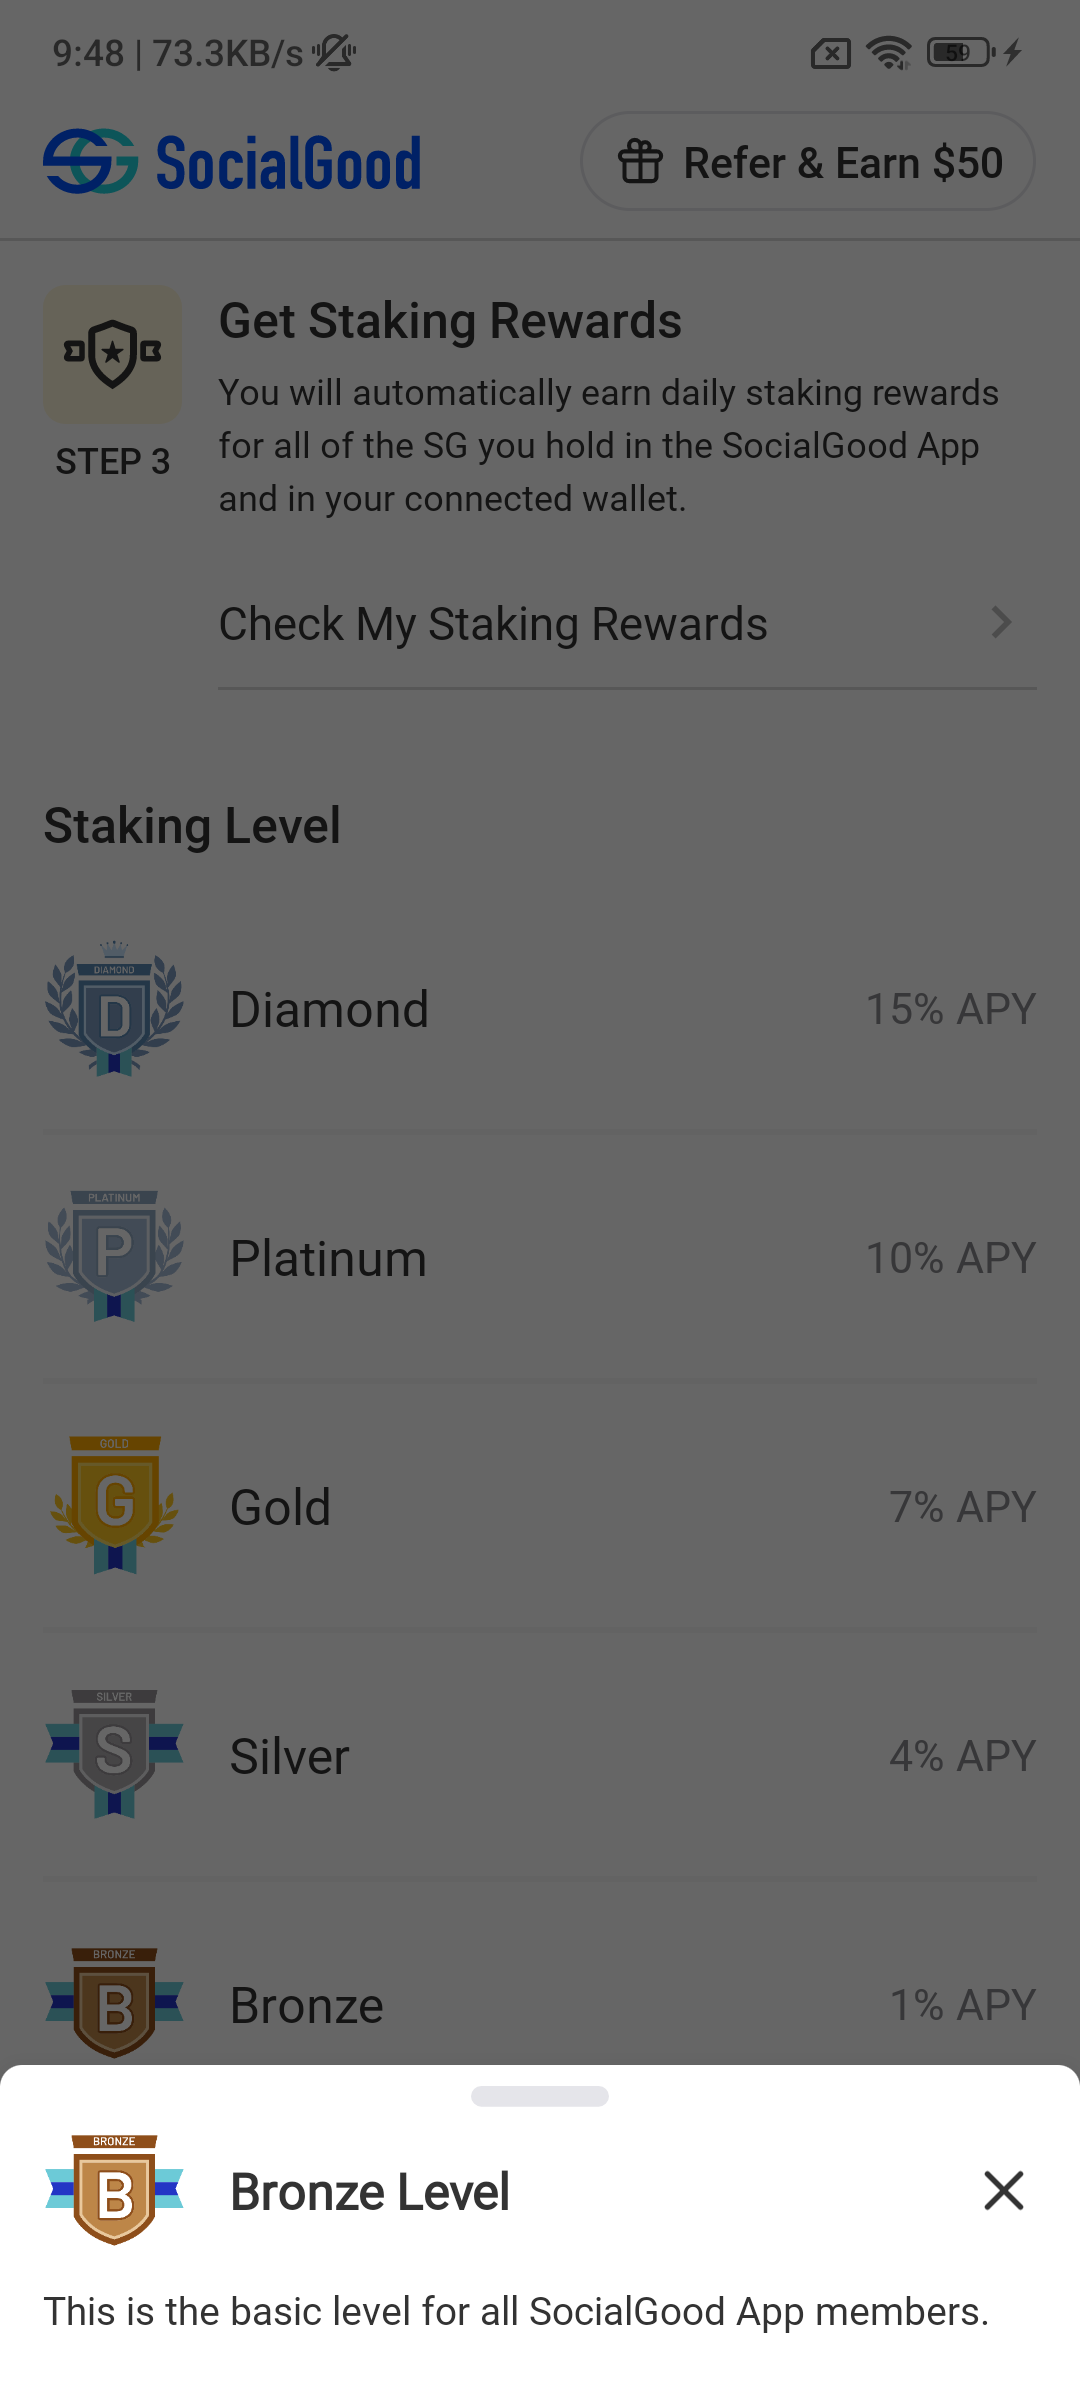 9:48 | 73.3KB/s
59
SocialGood
Refer & Earn $50
Get Staking Rewards
You will automatically earn daily staking rewards
for all of the SG you hold in the SocialGood App
and in your connected wallet.
STEP 3
Check My Staking Rewards
Staking Level
DIAMOND
D
Diamond
15% APY
PLATINUM
P
Platinum
10% APY
GOLD
G
Gold
7% APY
SILVER
S
Silver
4% APY
BRONZE
B
Bronze
1% APY
BRONZE
B
Bronze Level
This is the basic level for all SocialGood App members.